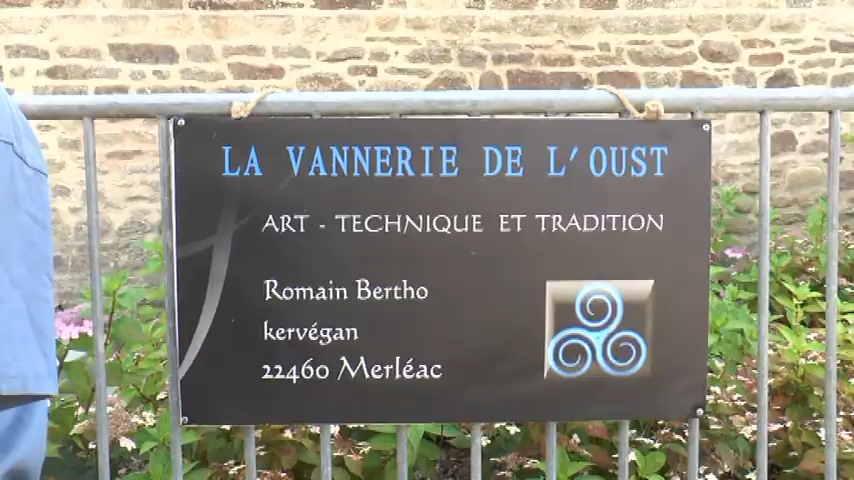 LA VANNERIE DE L'OUST
ART - TECHNIQUE ET TRADITION
Romain Bertho
kervégan
22460 Merléac